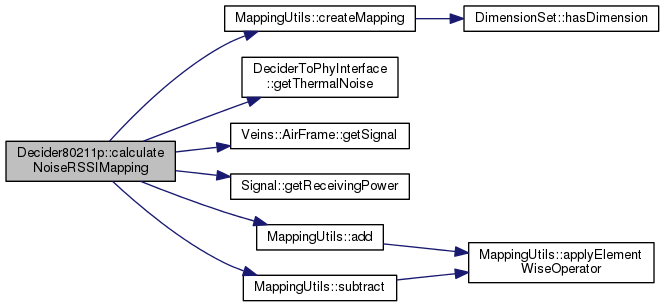 MappingUtils::createMapping
DimensionSet::hasDimension
DeciderToPhyInterface
::getThermalNoise
Veins::AirFrame::getSignal
Decider80211p::calculate
NoiseRSSIMapping
Signal::getReceivingPower
MappingUtils::add
MappingUtils::applyElement
WiseOperator
MappingUtils::subtract